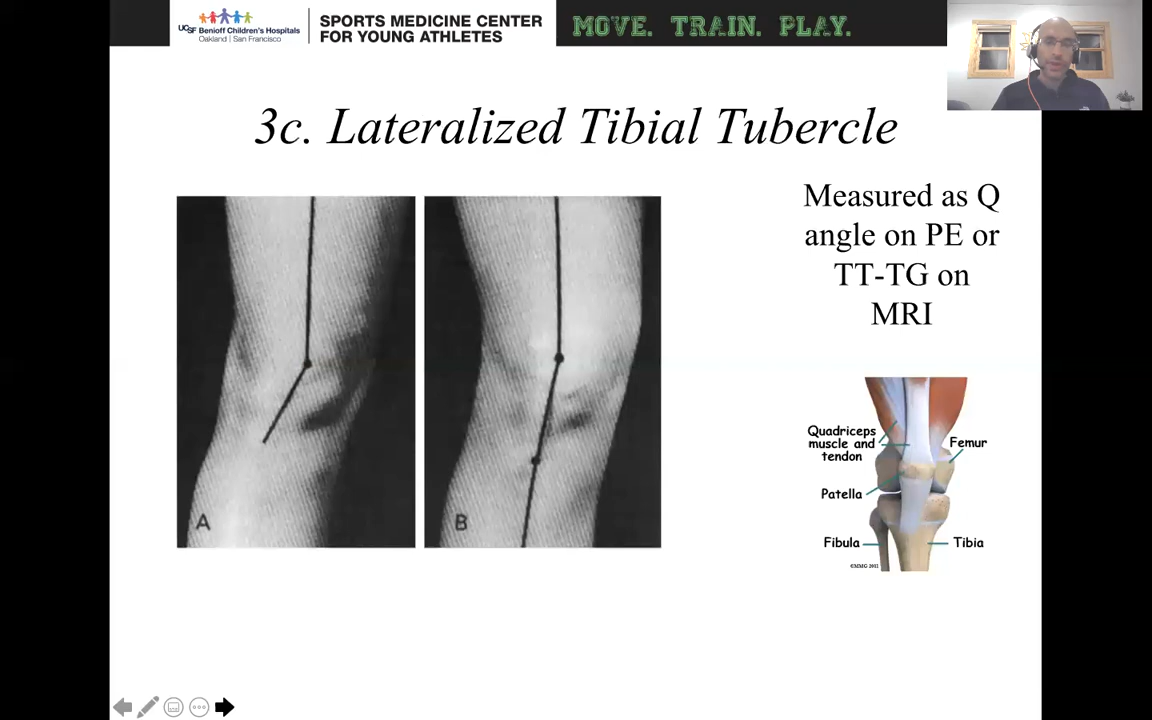 UCSF Benioff Children's Hospitals
Oakland | San Francisco
SPORTS MEDICINE CENTER
FOR YOUNG ATHLETES
MOVE. TRAIN. PLAY.
3c. Lateralized Tibial Tubercle
Measured as Q
angle on PE or
TT-TG on
MRI
A
B
Quadriceps
muscle and
tendon
Femur
Patella
Fibula
Tibia
©MMG 2002